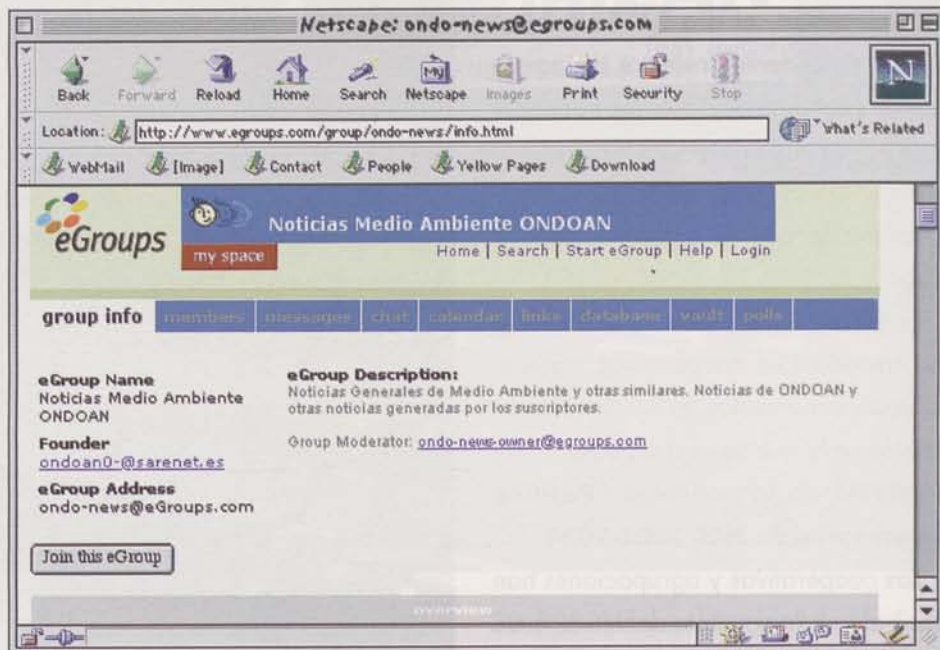 Netscape: ondo-news@egroups.com
Back Forward Reload Home Search Netscape Images Print Security Stop
My
N
Location: http://www.egroups.com/group/ondo-news/info.html What's Related
WebMail [Image] Contact People Yellow Pages Download
eGroups
Noticias Medio Ambiente ONDOAN
my space
Home | Search | Start eGroup | Help | Login
group info members messages chat calendar links database vault polls
eGroup Name
Noticias Medio Ambiente
ONDOAN
Founder
ondoan0-@sarenet.es
eGroup Address
ondo-news@eGroups.com
Join this eGroup
eGroup Description:
Noticias Generales de Medio Ambiente y otras similares. Noticias de ONDOAN y
otras noticias generadas por los suscriptores.
Group Moderator: ondo-news-owner@egroups.com
overview